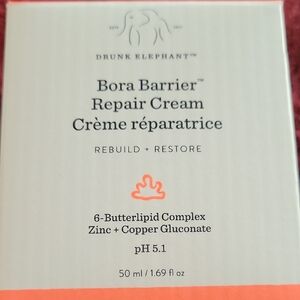 DRUNK ELEPHANT™
Bora Barrier™
Repair Cream
Crème réparatrice
REBUILD + RESTORE
6-Butterlipid Complex
Zinc + Copper Gluconate
pH 5.1
50 ml / 1.69 fl oz